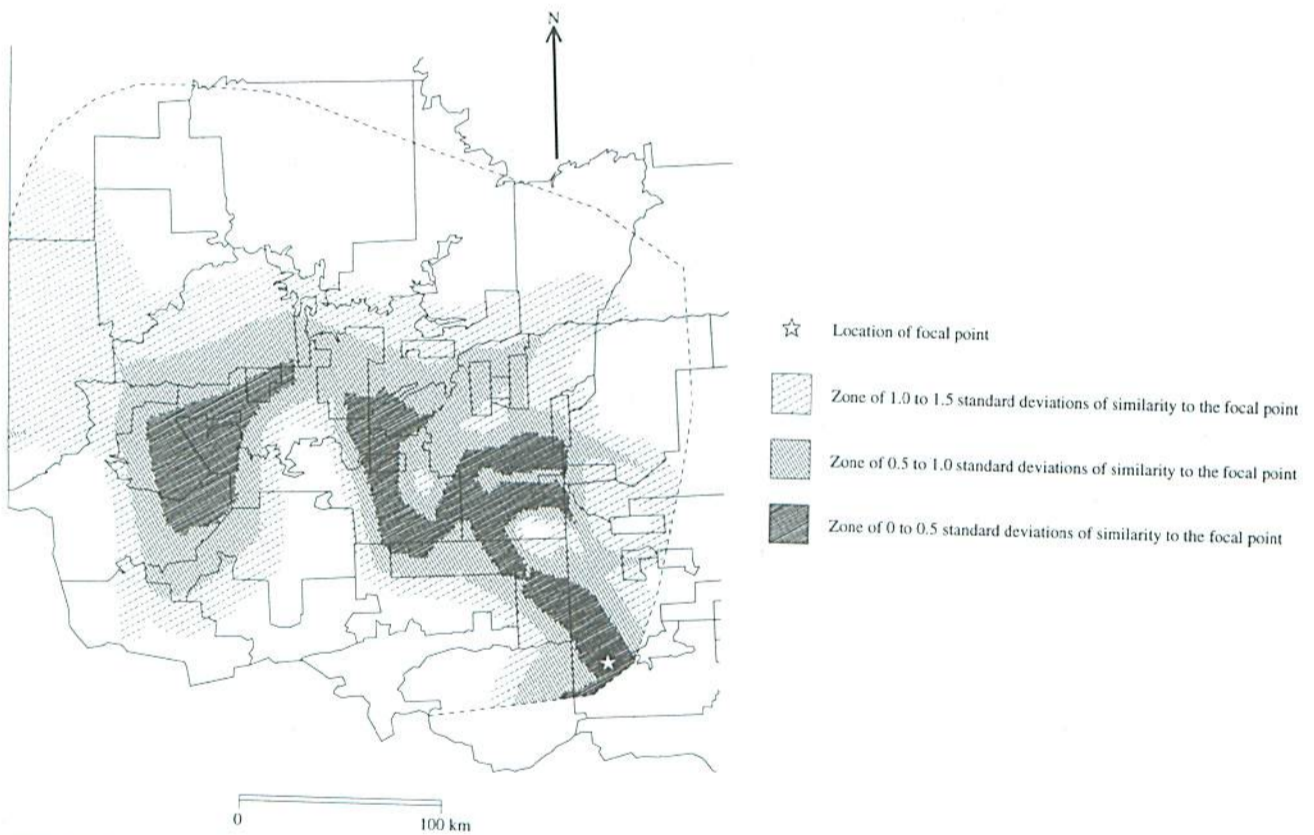 N
Location of focal point
Zone of 1.0 to 1.5 standard deviations of similarity to the focal point
Zone of 0.5 to 1.0 standard deviations of similarity to the focal point
Zone of 0 to 0.5 standard deviations of similarity to the focal point
0
100 km